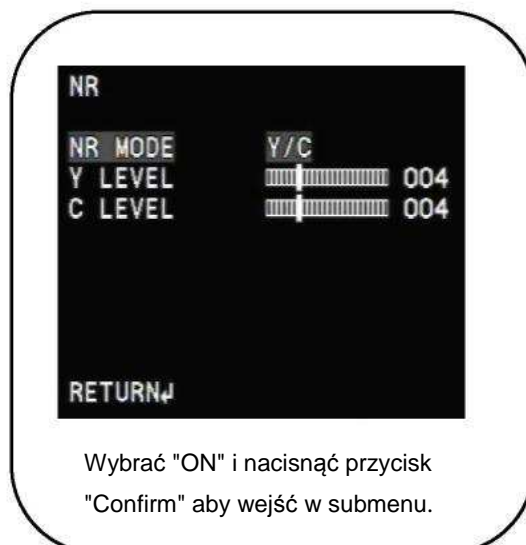 NR
NR MODE Y/C
Y LEVEL 004
C LEVEL 004
RETURN↲
Wybrać "ON" i nacisnąć przycisk
"Confirm" aby wejść w submenu.